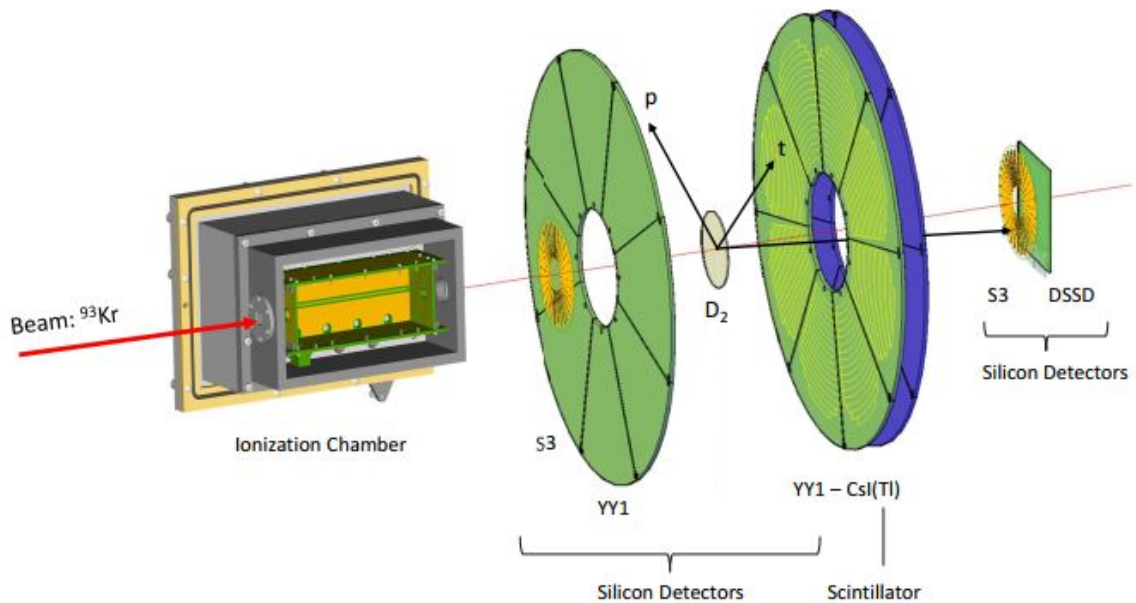 p
t
Beam: ⁹³Kr
D₂
S3 DSSD
Silicon Detectors
Ionization Chamber
S3
YY1
YY1 – CsI(Tl)
Silicon Detectors Scintillator